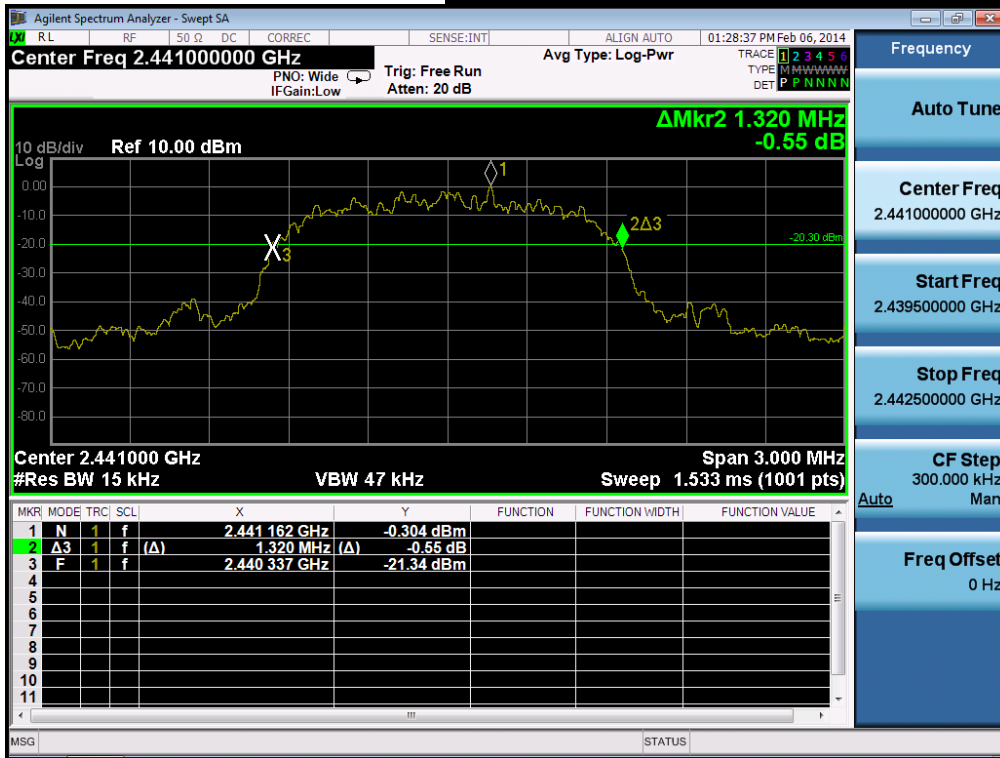 Agilent Spectrum Analyzer - Swept SA
LXI RL RF 50 Ω DC CORREC SENSE:INT ALIGN AUTO 01:28:37 PM Feb 06, 2014
Center Freq 2.441000000 GHz
PNO: Wide
IFGain:Low
Trig: Free Run
Atten: 20 dB
Avg Type: Log-Pwr
TRACE 1 2 3 4 5 6
TYPE M M W W W W
DET P P N N N N
ΔMkr2 1.320 MHz
-0.55 dB
10 dB/div Ref 10.00 dBm
Log
0.00
-10.0
-20.0
-30.0
-40.0
-50.0
-60.0
-70.0
-80.0
1
2Δ3
3
-20.30 dBm
Center 2.441000 GHz
Span 3.000 MHz
#Res BW 15 kHz
VBW 47 kHz
Sweep 1.533 ms (1001 pts)
MKR MODE TRC SCL X Y FUNCTION FUNCTION WIDTH FUNCTION VALUE
1 N 1 f 2.441 162 GHz -0.304 dBm
2 Δ3 1 f (Δ) 1.320 MHz (Δ) -0.55 dB
3 F 1 f 2.440 337 GHz -21.34 dBm
4
5
6
7
8
9
10
11
MSG
STATUS
Frequency
Auto Tune
Center Freq
2.441000000 GHz
Start Freq
2.439500000 GHz
Stop Freq
2.442500000 GHz
CF Step
300.000 kHz
Auto Man
Freq Offset
0 Hz